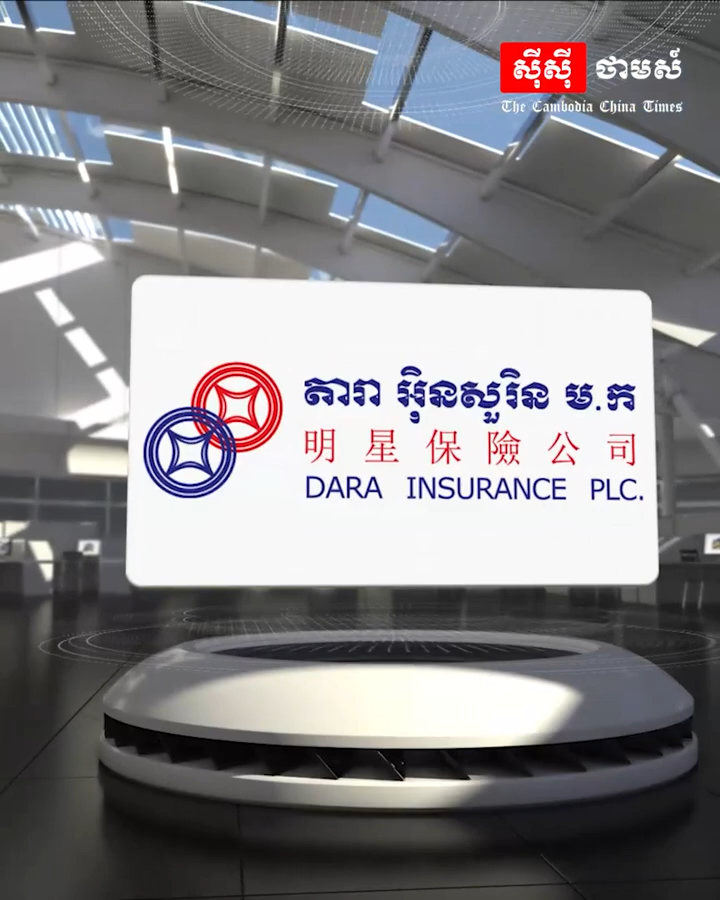 ស៊ីស៊ី ថាមស៍
The Cambodia China Times
តារា អ៊ិនសួរិន ម.ក
明星保險公司
DARA INSURANCE PLC.